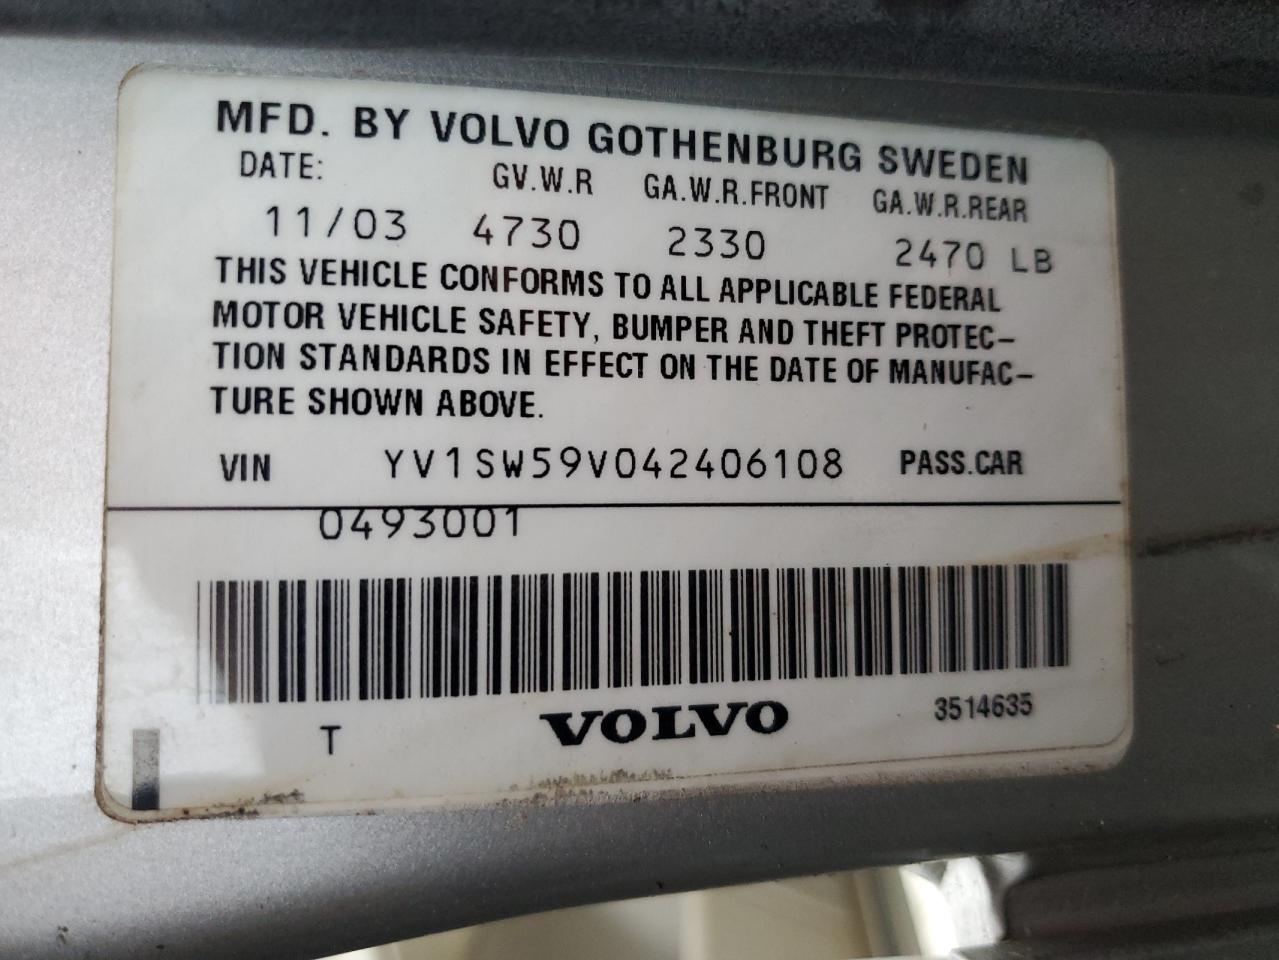 MFD. BY VOLVO GOTHENBURG SWEDEN
DATE: GV.W.R GA.W.R.FRONT GA.W.R.REAR
11/03 4730 2330 2470 LB
THIS VEHICLE CONFORMS TO ALL APPLICABLE FEDERAL
MOTOR VEHICLE SAFETY, BUMPER AND THEFT PROTEC-
TION STANDARDS IN EFFECT ON THE DATE OF MANUFAC-
TURE SHOWN ABOVE.
VIN YV1SW59V042406108 PASS.CAR
0493001
T VOLVO 3514635